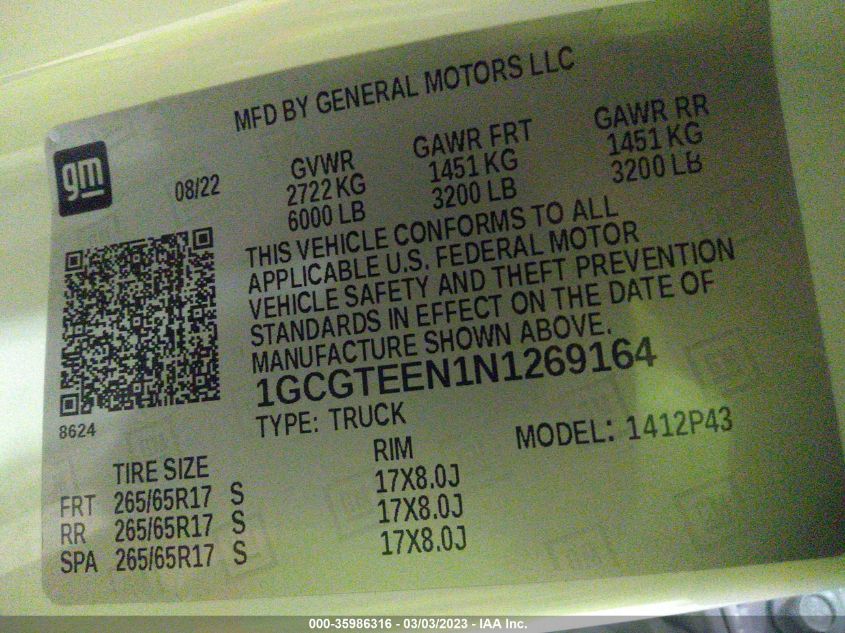 MFD BY GENERAL MOTORS LLC
gm
08/22
GVWR GAWR FRT GAWR RR
2722 KG 1451 KG 1451 KG
6000 LB 3200 LB 3200 LB
THIS VEHICLE CONFORMS TO ALL
APPLICABLE U.S. FEDERAL MOTOR
VEHICLE SAFETY AND THEFT PREVENTION
STANDARDS IN EFFECT ON THE DATE OF
MANUFACTURE SHOWN ABOVE.
1GCGTEEN1N1269164
8624
TYPE: TRUCK MODEL: 1412P43
TIRE SIZE RIM
FRT 265/65R17 S 17X8.0J
RR 265/65R17 S 17X8.0J
SPA 265/65R17 S 17X8.0J
000-35986316 - 03/03/2023 - IAA Inc.